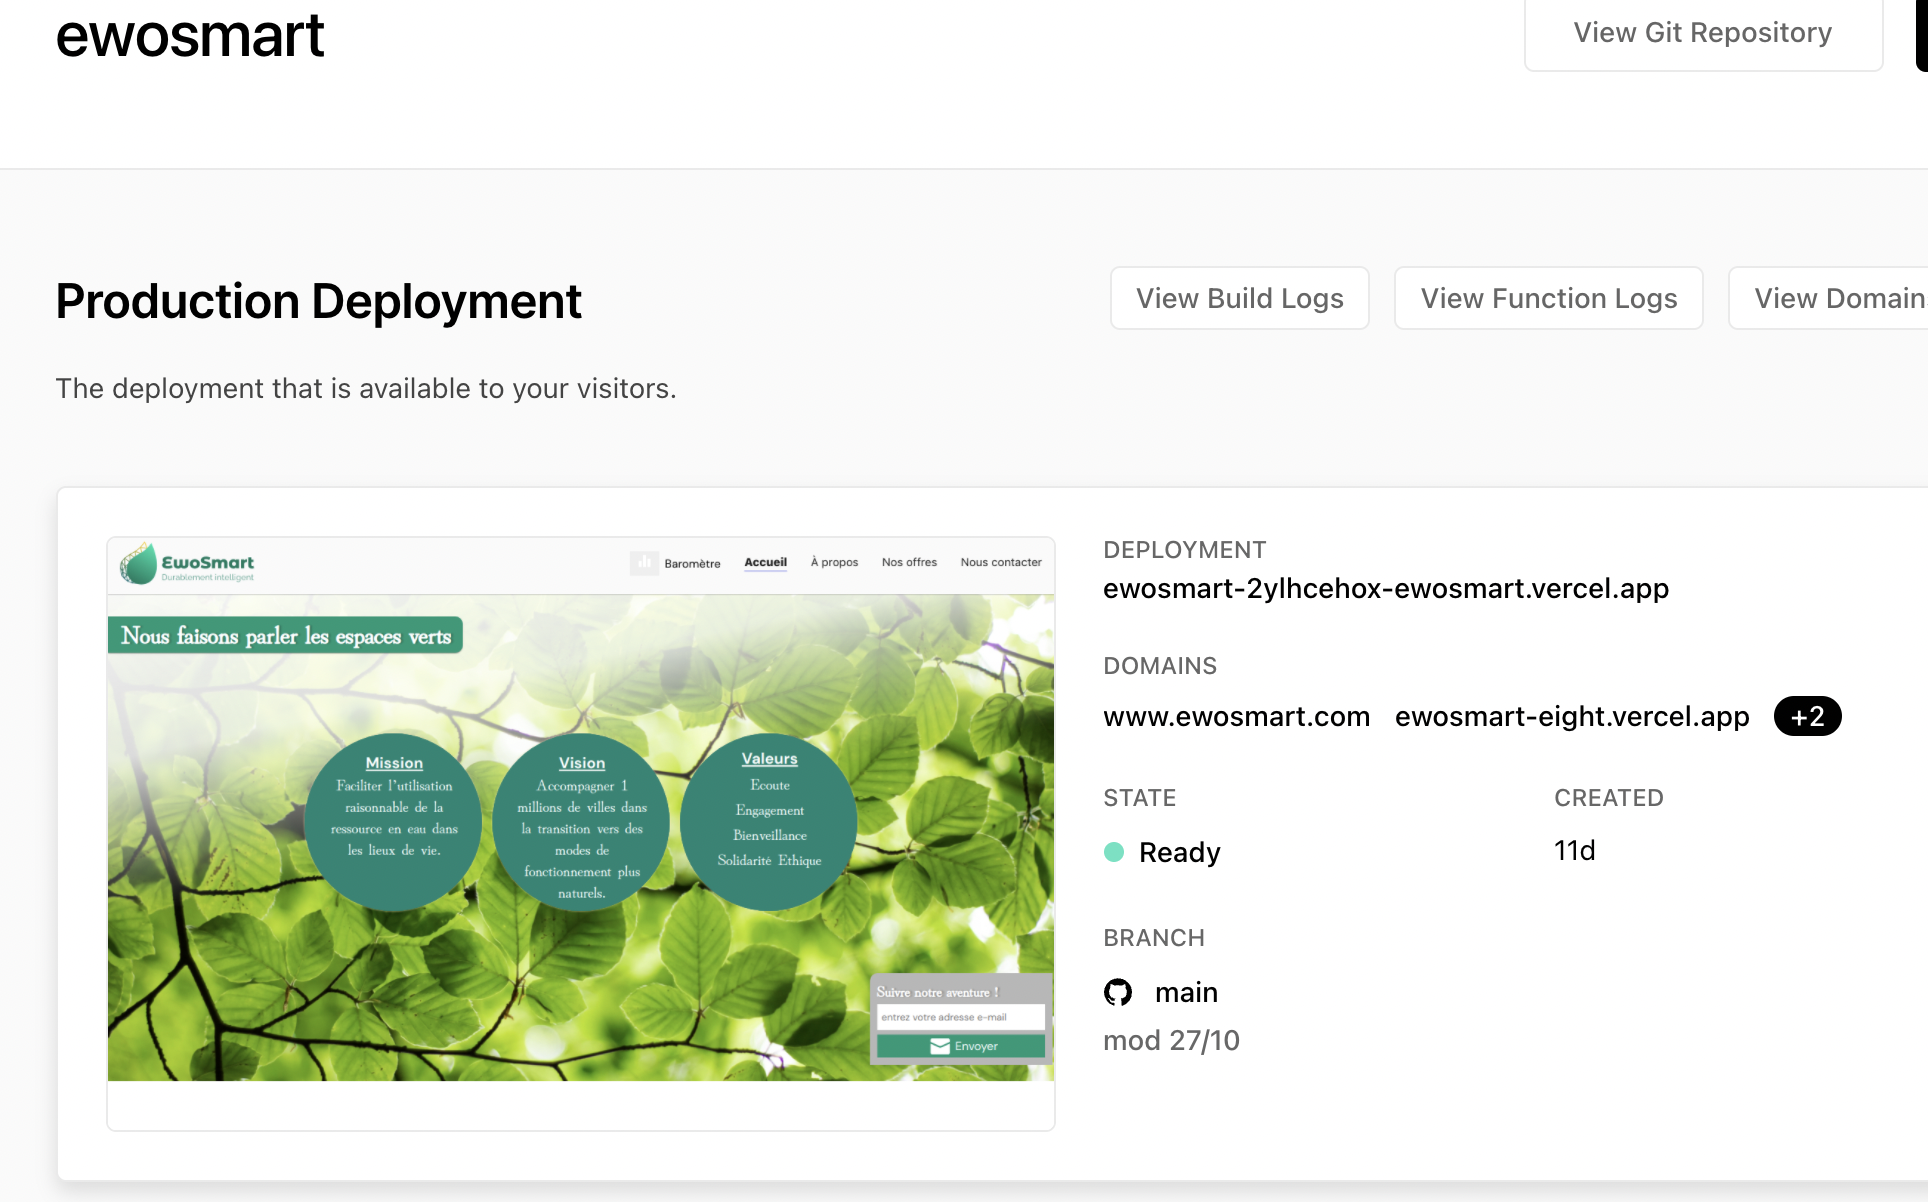 ewosmart
View Git Repository
Production Deployment
View Build Logs
View Function Logs
View Domain
The deployment that is available to your visitors.
EwoSmart
Durablement intelligent
Baromètre
Accueil
À propos
Nos offres
Nous contacter
Nous faisons parler les espaces verts
Mission
Faciliter l'utilisation
raisonnable de la
ressource en eau dans
les lieux de vie.
Vision
Accompagner 1
millions de villes dans
la transition vers des
modes de
fonctionnement plus
naturels.
Valeurs
Ecoute
Engagement
Bienveillance
Solidarité Ethique
Suivre notre aventure !
entrez votre adresse e-mail
Envoyer
DEPLOYMENT
ewosmart-2ylhcehox-ewosmart.vercel.app
DOMAINS
www.ewosmart.com ewosmart-eight.vercel.app +2
STATE
Ready
CREATED
11d
BRANCH
main
mod 27/10